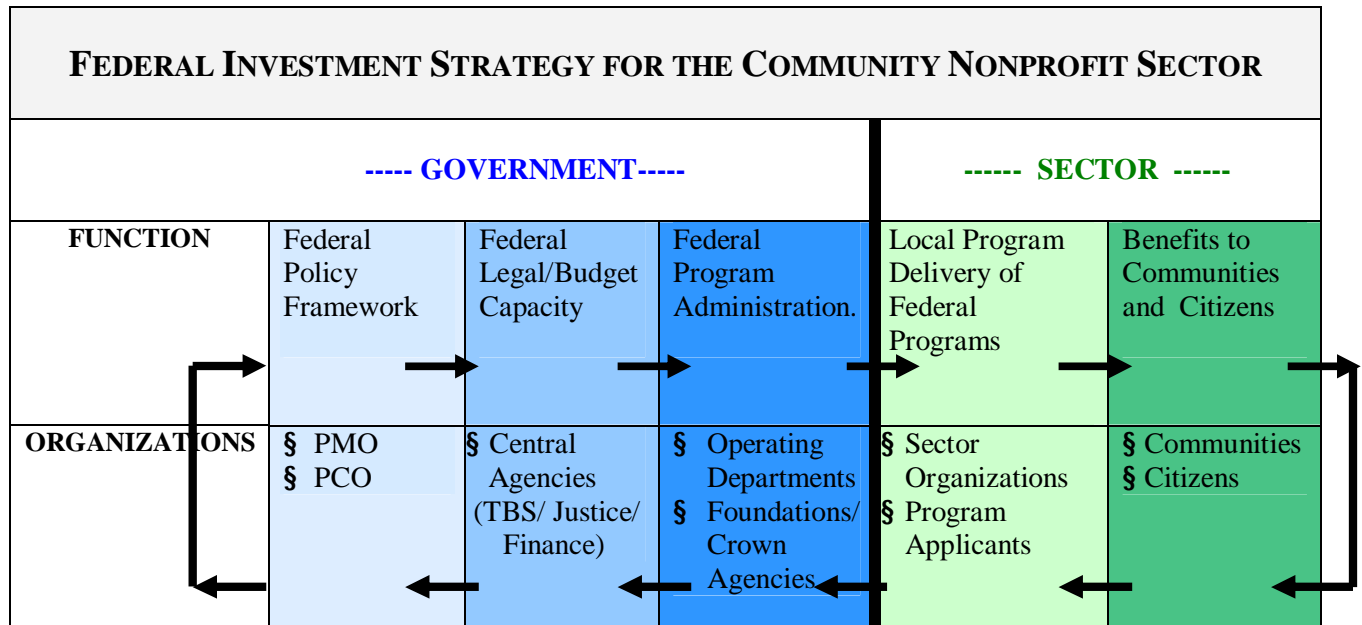 FEDERAL INVESTMENT STRATEGY FOR THE COMMUNITY NONPROFIT SECTOR
----- GOVERNMENT-----
------ SECTOR ------
FUNCTION
Federal
Policy
Framework
Federal
Legal/Budget
Capacity
Federal
Program
Administration.
Local Program
Delivery of
Federal
Programs
Benefits to
Communities
and Citizens
ORGANIZATIONS
§ PMO
§ PCO
§ Central
Agencies
(TBS/ Justice/
Finance)
§ Operating
Departments
§ Foundations/
Crown
Agencies
§ Sector
Organizations
§ Program
Applicants
§ Communities
§ Citizens